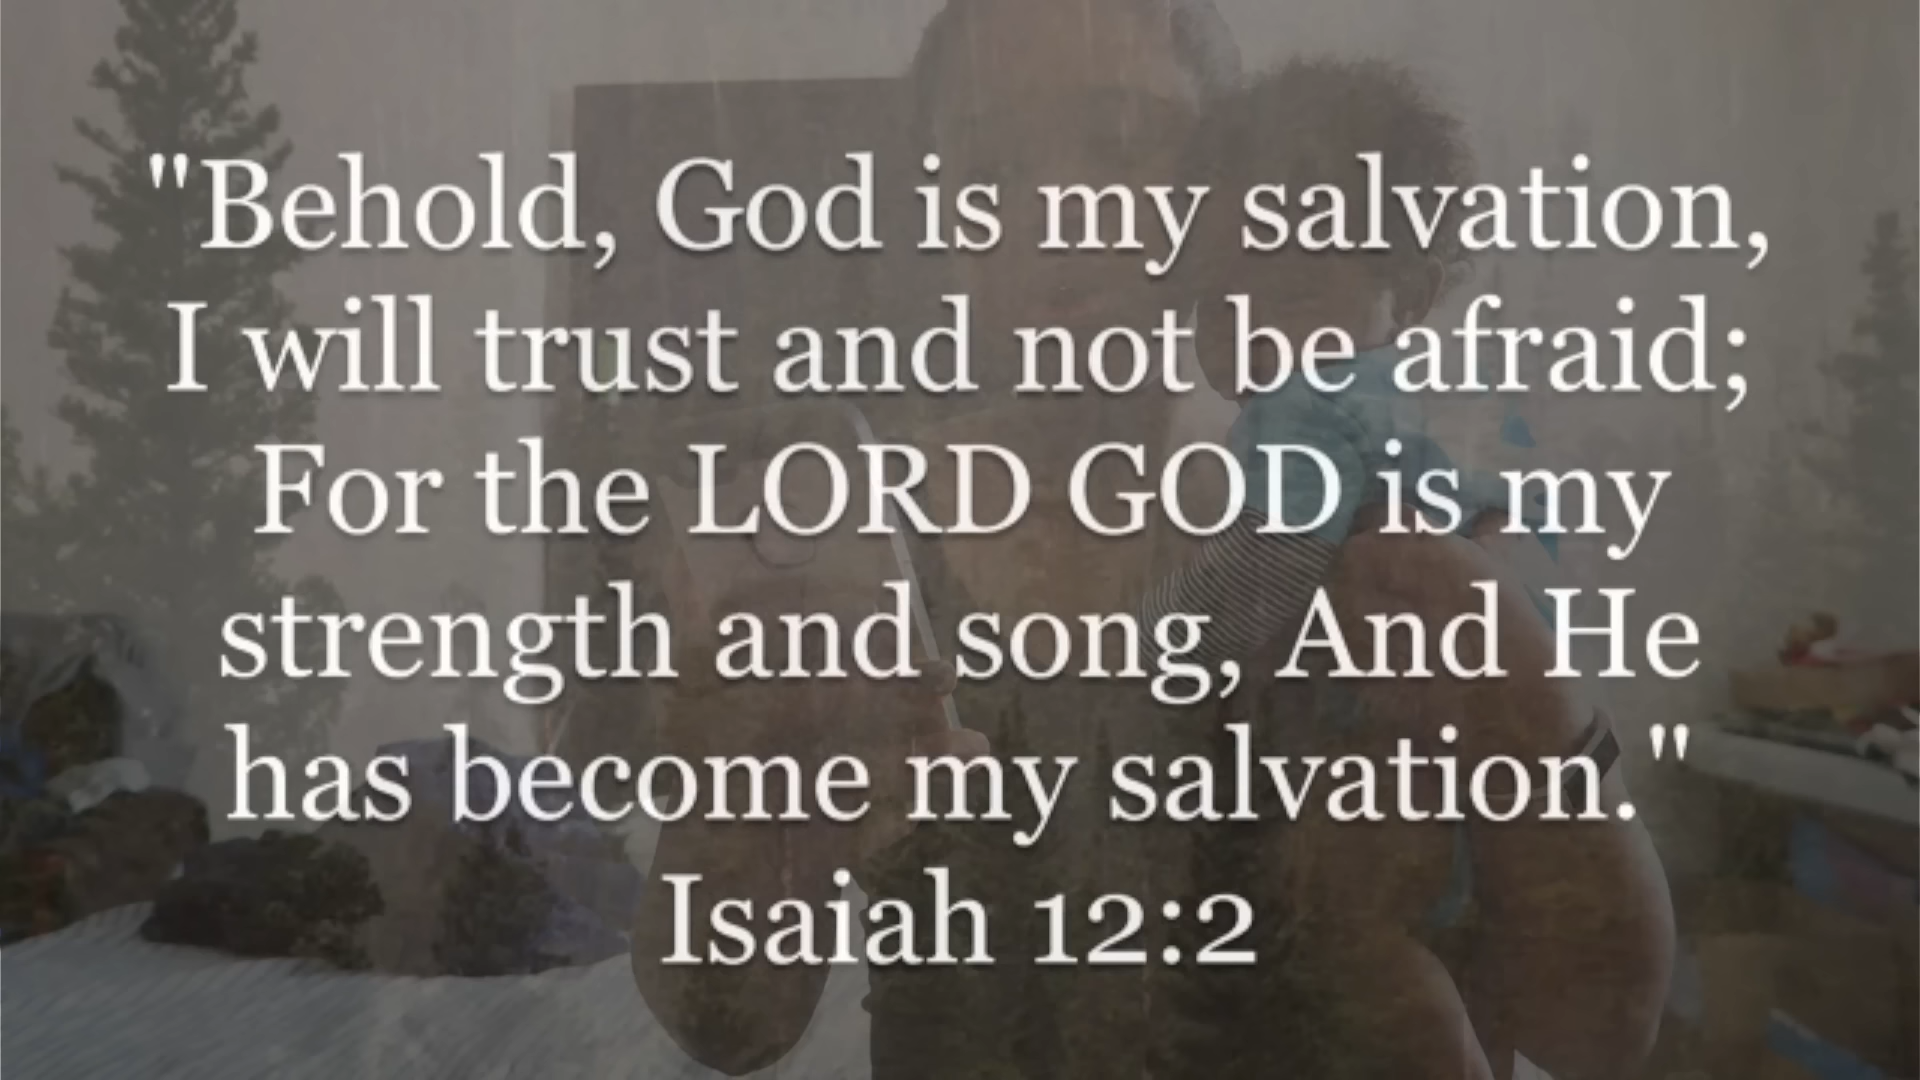 "Behold, God is my salvation,
I will trust and not be afraid;
For the LORD GOD is my
strength and song, And He
has become my salvation."
Isaiah 12:2